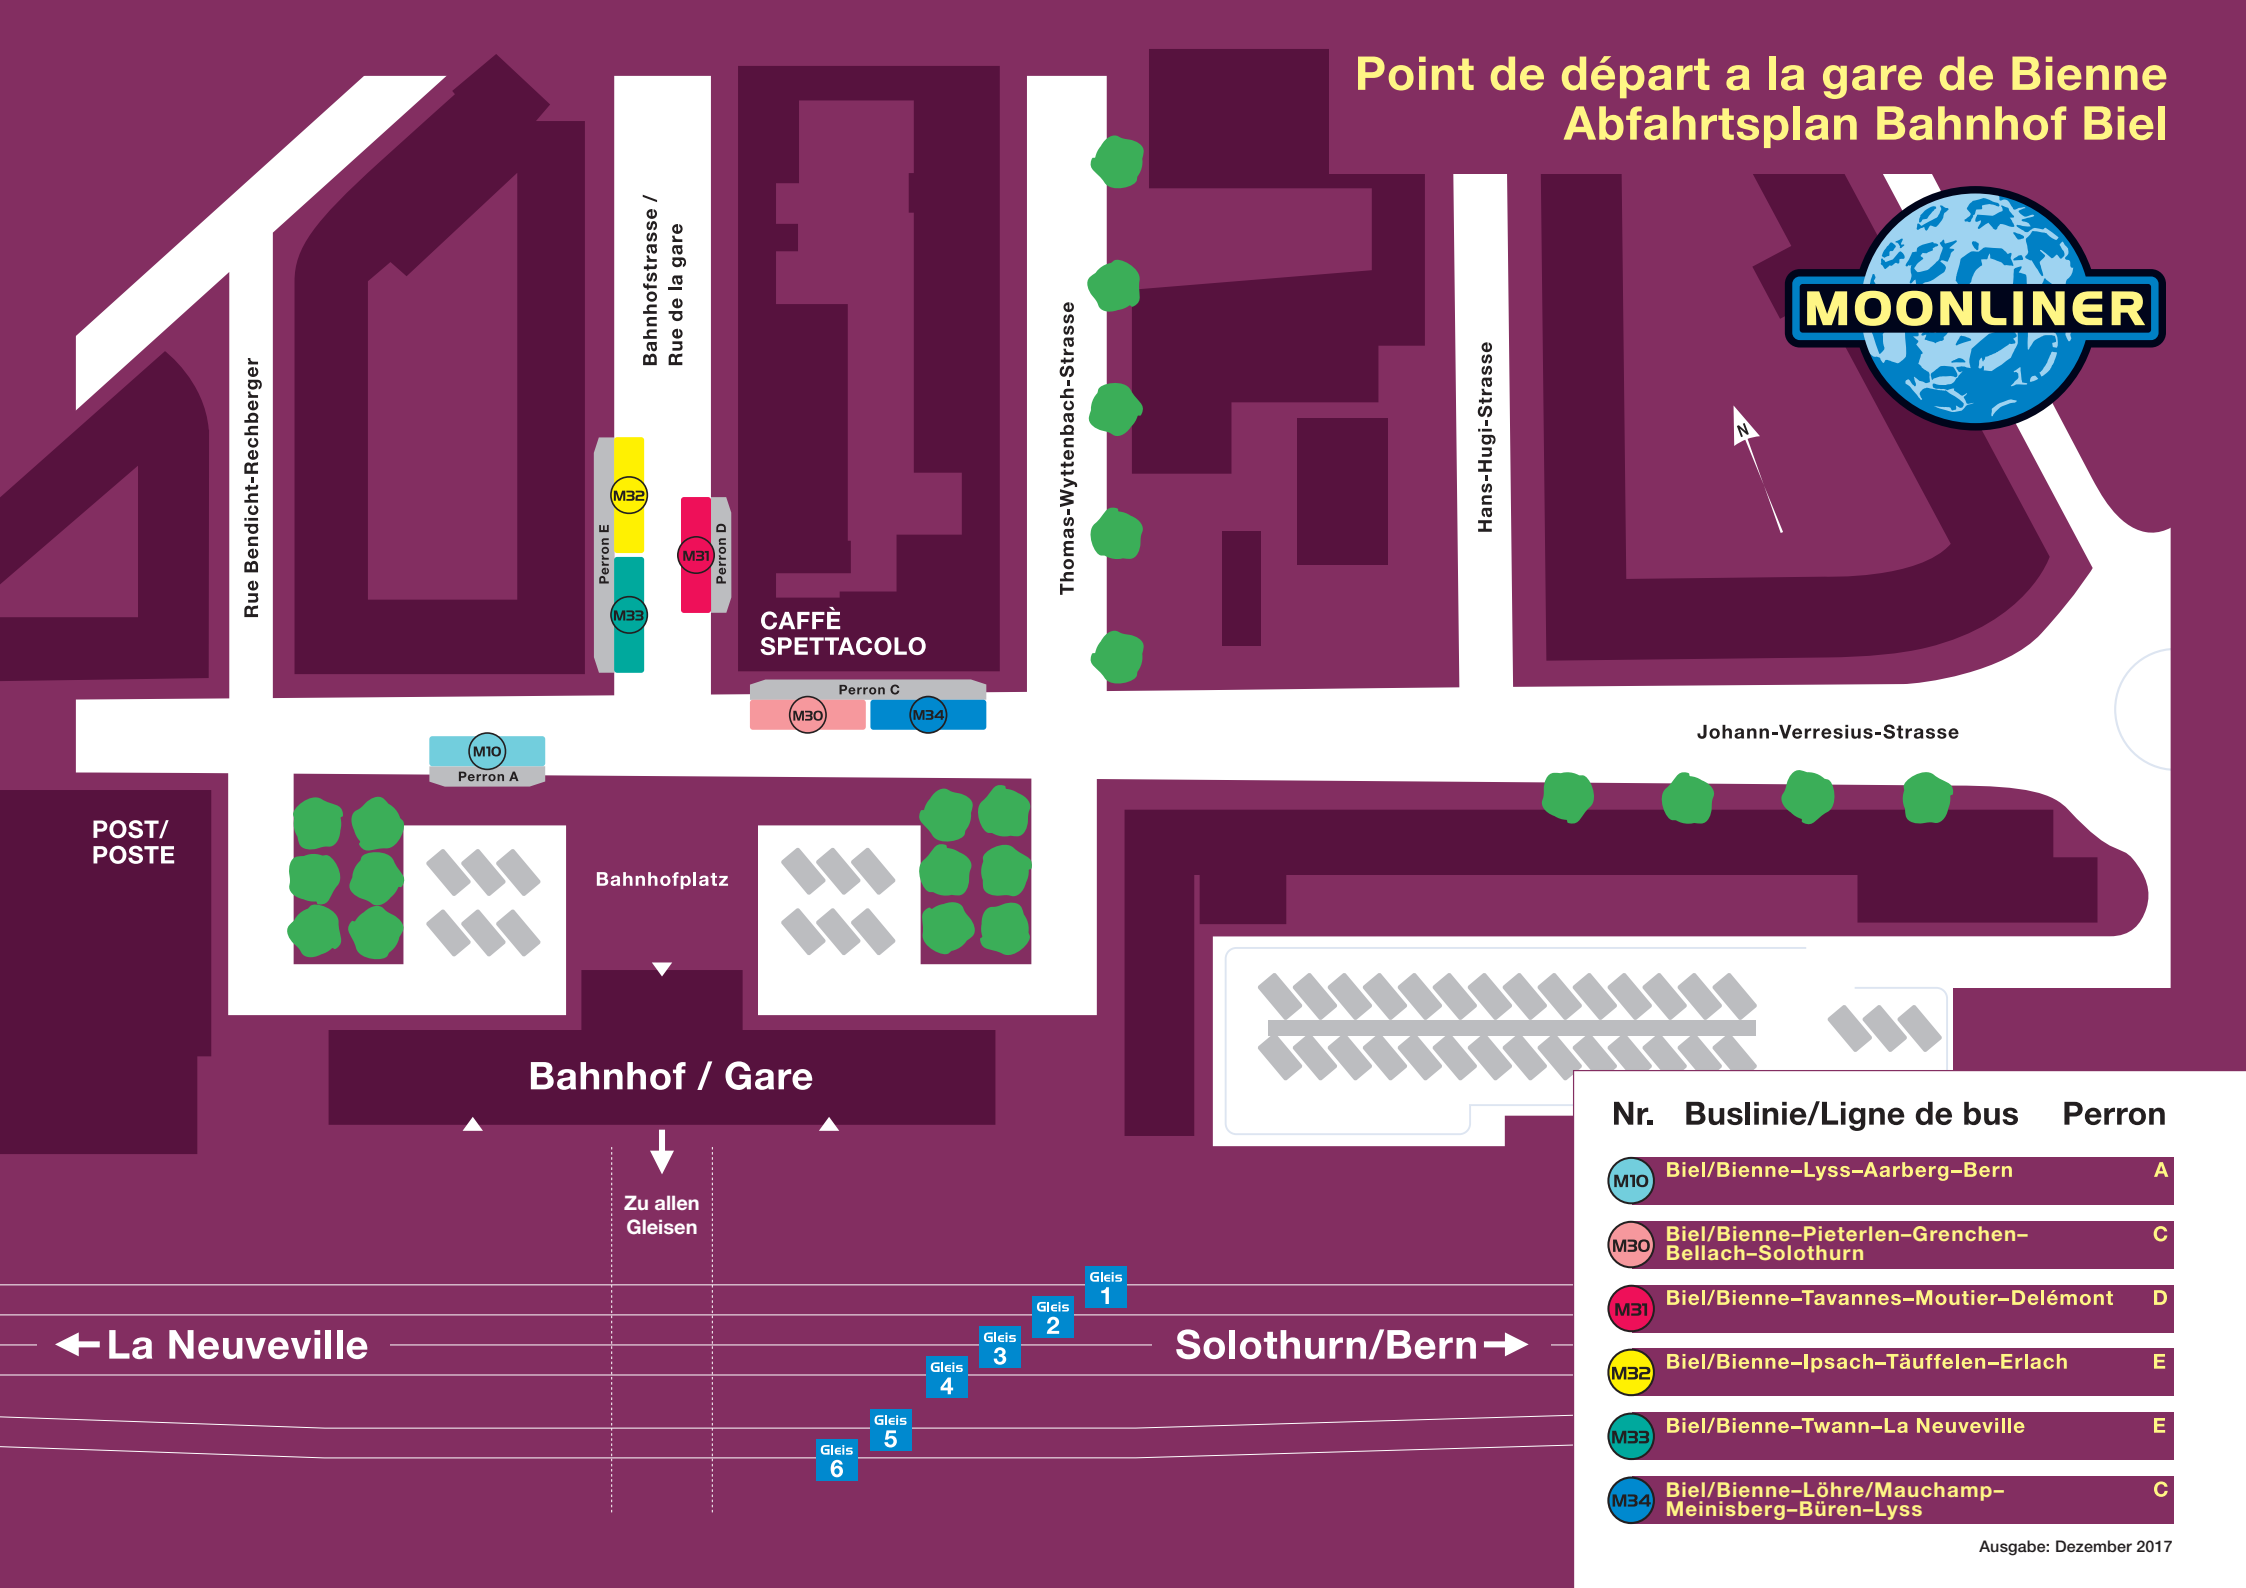 Point de départ a la gare de Bienne
Abfahrtsplan Bahnhof Biel
MOONLINER
N
Rue Bendicht-Rechberger
Bahnhofstrasse /
Rue de la gare
Thomas-Wyttenbach-Strasse
Hans-Hugi-Strasse
Johann-Verresius-Strasse
M32
Perron E
M33
M31
Perron D
CAFFÈ
SPETTACOLO
Perron C
M30
M34
M10
Perron A
POST/
POSTE
Bahnhofplatz
Bahnhof / Gare
Zu allen
Gleisen
Gleis
1
Gleis
2
Gleis
3
Gleis
4
Gleis
5
Gleis
6
La Neuveville
Solothurn/Bern
Nr. Buslinie/Ligne de bus Perron
M10 Biel/Bienne–Lyss–Aarberg–Bern A
M30 Biel/Bienne–Pieterlen–Grenchen– C
Bellach–Solothurn
M31 Biel/Bienne–Tavannes–Moutier–Delémont D
M32 Biel/Bienne–Ipsach–Täuffelen–Erlach E
M33 Biel/Bienne–Twann–La Neuveville E
M34 Biel/Bienne–Löhre/Mauchamp– C
Meinisberg–Büren–Lyss
Ausgabe: Dezember 2017